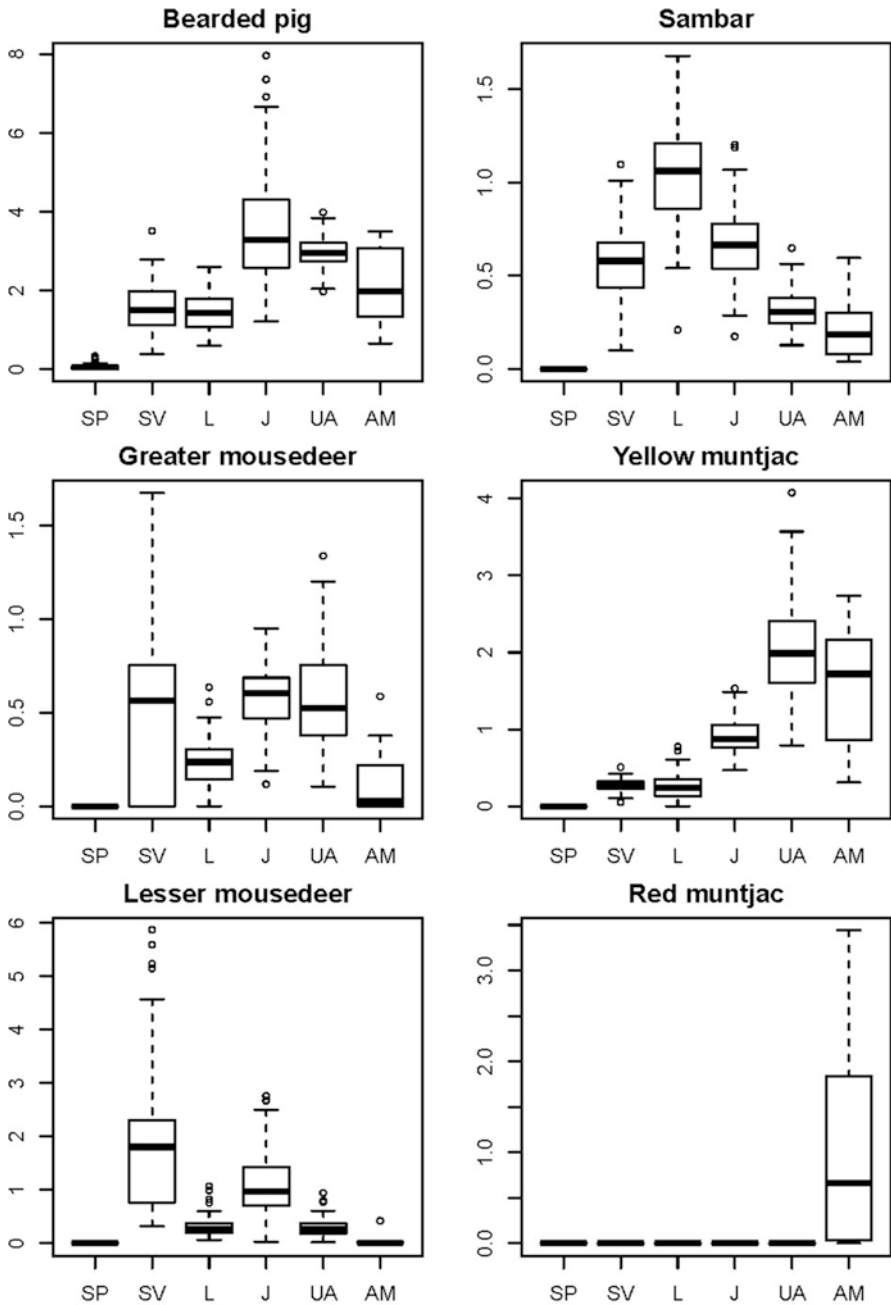 Bearded pig
8
6
4
2
0
SP SV L J UA AM
Sambar
1.5
1.0
0.5
0.0
SP SV L J UA AM
Greater mousedeer
1.5
1.0
0.5
0.0
SP SV L J UA AM
Yellow muntjac
4
3
2
1
0
SP SV L J UA AM
Lesser mousedeer
6
5
4
3
2
1
0
SP SV L J UA AM
Red muntjac
3.0
2.0
1.0
0.0
SP SV L J UA AM